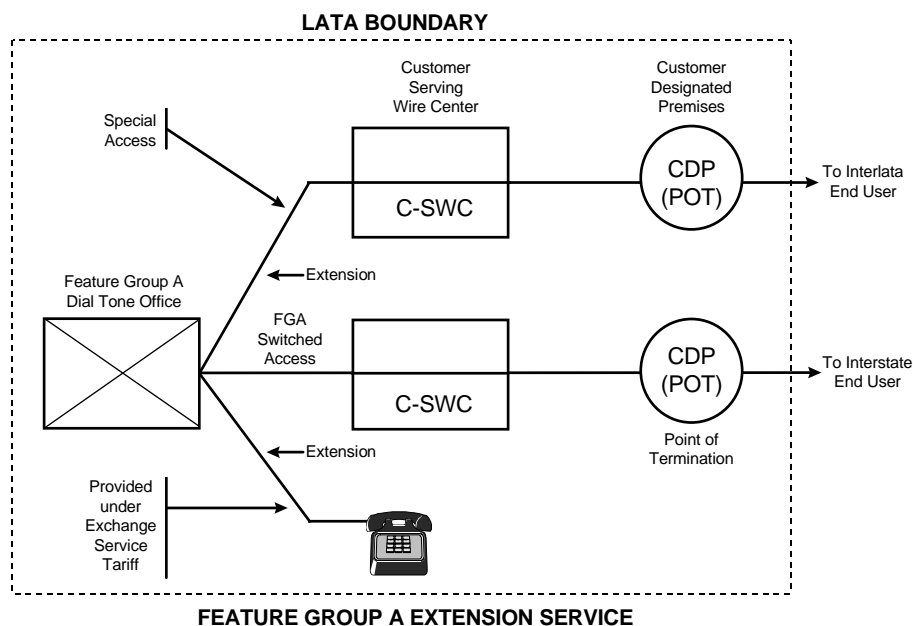 LATA BOUNDARY
Customer
Serving
Wire Center
Customer
Designated
Premises
Special
Access
CDP
(POT)
To Interlata
End User
C-SWC
Extension
Feature Group A
Dial Tone Office
FGA
Switched
Access
CDP
(POT)
To Interstate
End User
C-SWC
Extension
Point of
Termination
Provided
under
Exchange
Service
Tariff
FEATURE GROUP A EXTENSION SERVICE